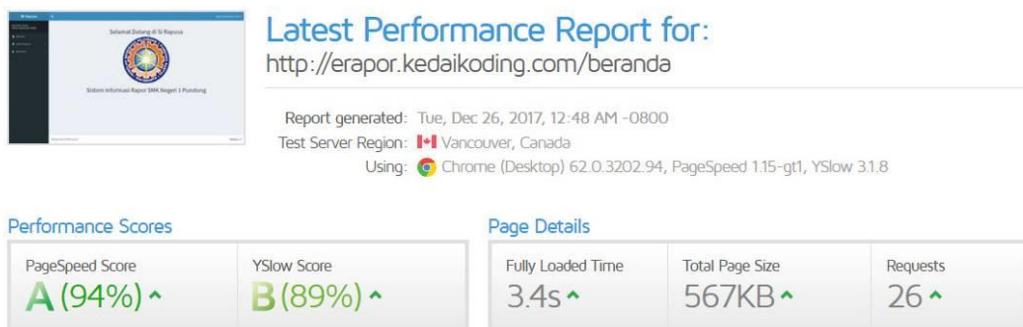 Selamat Datang di Si Rapusa
Sistem Informasi Rapor SMK Negeri 1 Pundong
Latest Performance Report for:
http://erapor.kedaikoding.com/beranda
Report generated: Tue, Dec 26, 2017, 12:48 AM -0800
Test Server Region: Vancouver, Canada
Using: Chrome (Desktop) 62.0.3202.94, PageSpeed 1.15-gt1, YSlow 3.1.8
Performance Scores
PageSpeed Score
A (94%)
YSlow Score
B (89%)
Page Details
Fully Loaded Time
3.4s
Total Page Size
567KB
Requests
26